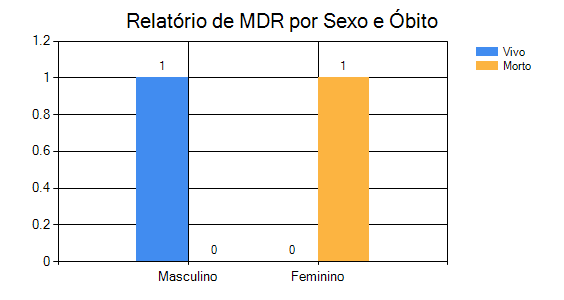 Relatório de MDR por Sexo e Óbito
1.2
1
0.8
0.6
0.4
0.2
0
1
0
0
1
Masculino
Feminino
Vivo
Morto